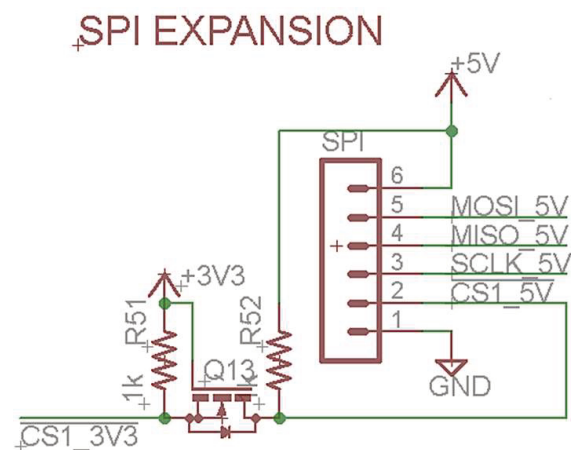 SPI EXPANSION
+5V
SPI
6
5 MOSI_5V
4 MISO_5V
3 SCLK_5V
2 CS1_5V
1
GND
+3V3
R51
1k
R52
Q13
CS1_3V3